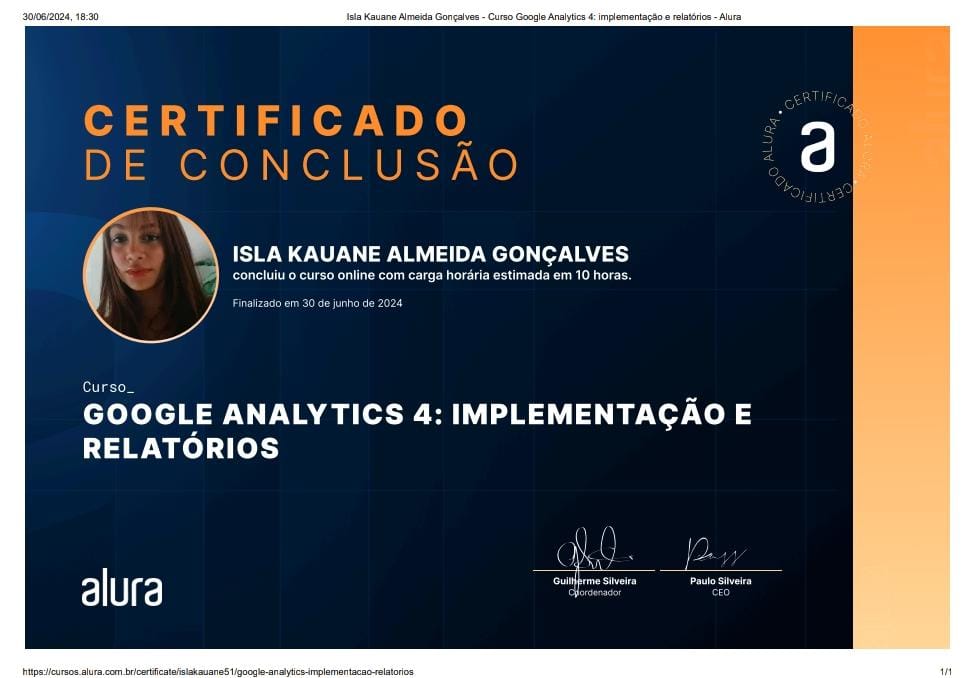 30/06/2024, 18:30
Isla Kauane Almeida Gonçalves - Curso Google Analytics 4: implementação e relatórios - Alura
CERTIFICADO
DE CONCLUSÃO
CERTIFICADO ALURA • CERTIFICADO ALURA •
a
ISLA KAUANE ALMEIDA GONÇALVES
concluiu o curso online com carga horária estimada em 10 horas.
Finalizado em 30 de junho de 2024
Curso_
GOOGLE ANALYTICS 4: IMPLEMENTAÇÃO E
RELATÓRIOS
alura
Guilherme Silveira
Coordenador
Paulo Silveira
CEO
https://cursos.alura.com.br/certificate/islakauane51/google-analytics-implementacao-relatorios
1/1